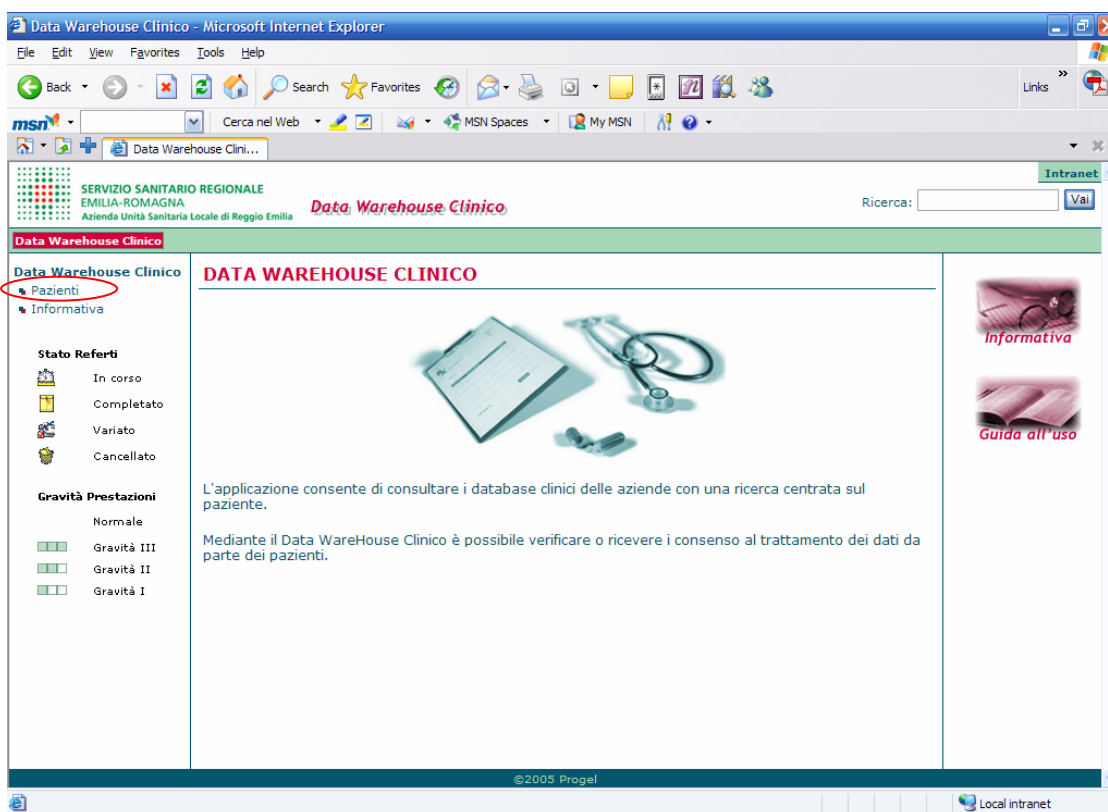 Data Warehouse Clinico - Microsoft Internet Explorer
File Edit View Favorites Tools Help
Back Search Favorites Links »
msn Cerca nel Web MSN Spaces My MSN
Data Warehouse Clini...
Intranet
SERVIZIO SANITARIO REGIONALE
EMILIA-ROMAGNA
Azienda Unità Sanitaria Locale di Reggio Emilia
Data Warehouse Clinico
Ricerca: Vai
Data Warehouse Clinico
Data Warehouse Clinico
Pazienti
Informativa
Stato Referti
In corso
Completato
Variato
Cancellato
Gravità Prestazioni
Normale
Gravità III
Gravità II
Gravità I
DATA WAREHOUSE CLINICO
L'applicazione consente di consultare i database clinici delle aziende con una ricerca centrata sul
paziente.
Mediante il Data WareHouse Clinico è possibile verificare o ricevere i consenso al trattamento dei dati da
parte dei pazienti.
Informativa
Guida all'uso
©2005 Progel
Local intranet